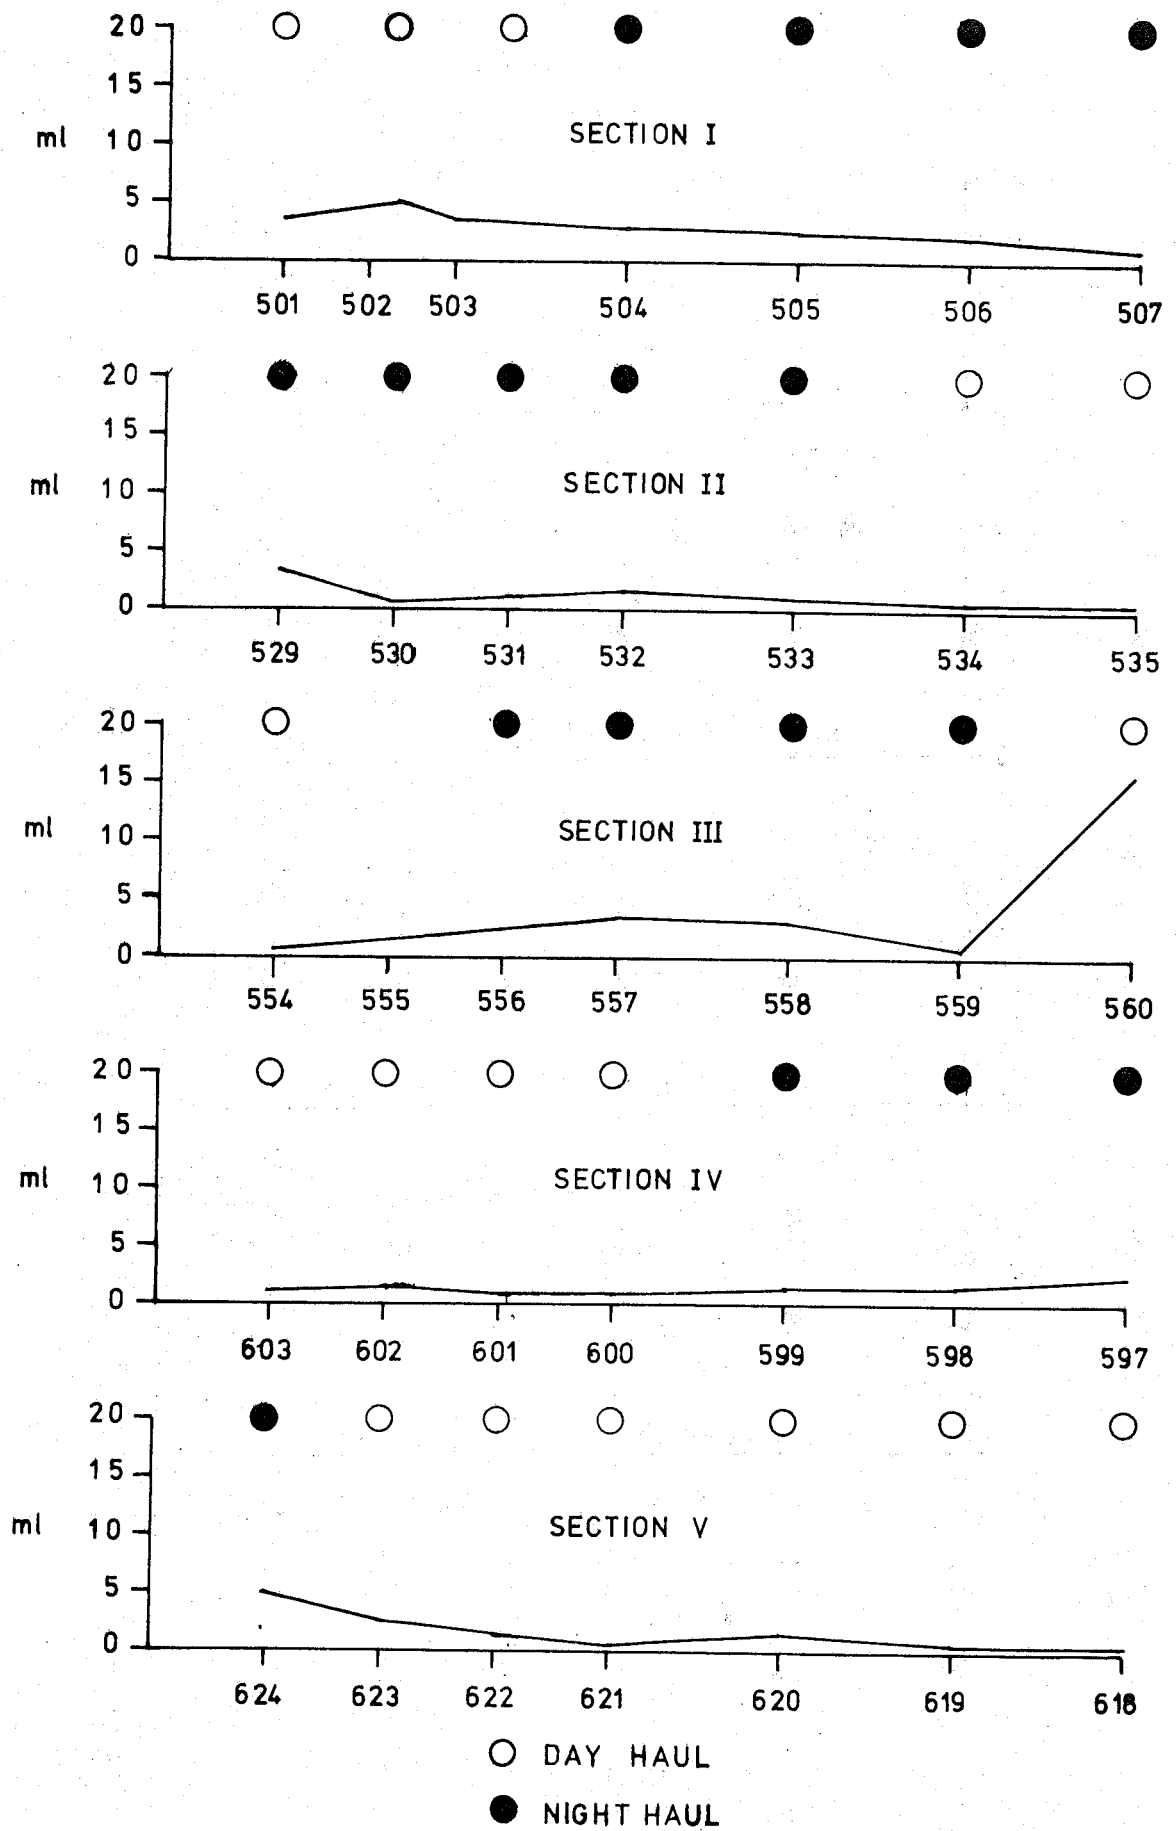 20
15
ml 10 SECTION I
5
0
501 502 503 504 505 506 507
20
15
ml 10 SECTION II
5
0
529 530 531 532 533 534 535
20
15
ml 10 SECTION III
5
0
554 555 556 557 558 559 560
20
15
ml 10 SECTION IV
5
0
603 602 601 600 599 598 597
20
15
ml 10 SECTION V
5
0
624 623 622 621 620 619 618
DAY HAUL
NIGHT HAUL